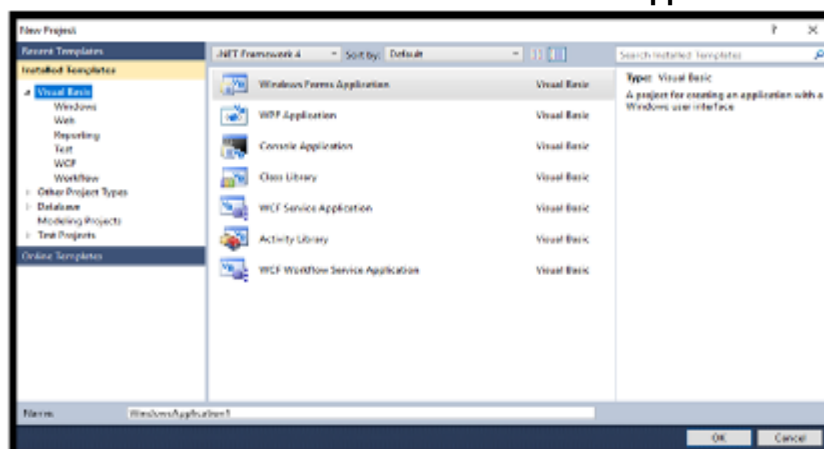 New Project
Recent Templates
.NET Framework 4 Sort by: Default
Search Installed Templates
Installed Templates
Visual Basic
Windows
Web
Reporting
Test
WCF
Workflow
Other Project Types
Database
Modeling Projects
Test Projects
Online Templates
Windows Forms Application Visual Basic
WPF Application Visual Basic
Console Application Visual Basic
Class Library Visual Basic
WCF Service Application Visual Basic
Activity Library Visual Basic
WCF Workflow Service Application Visual Basic
Type: Visual Basic
A project for creating an application with a
Windows user interface
Name: WindowsApplication1
OK Cancel